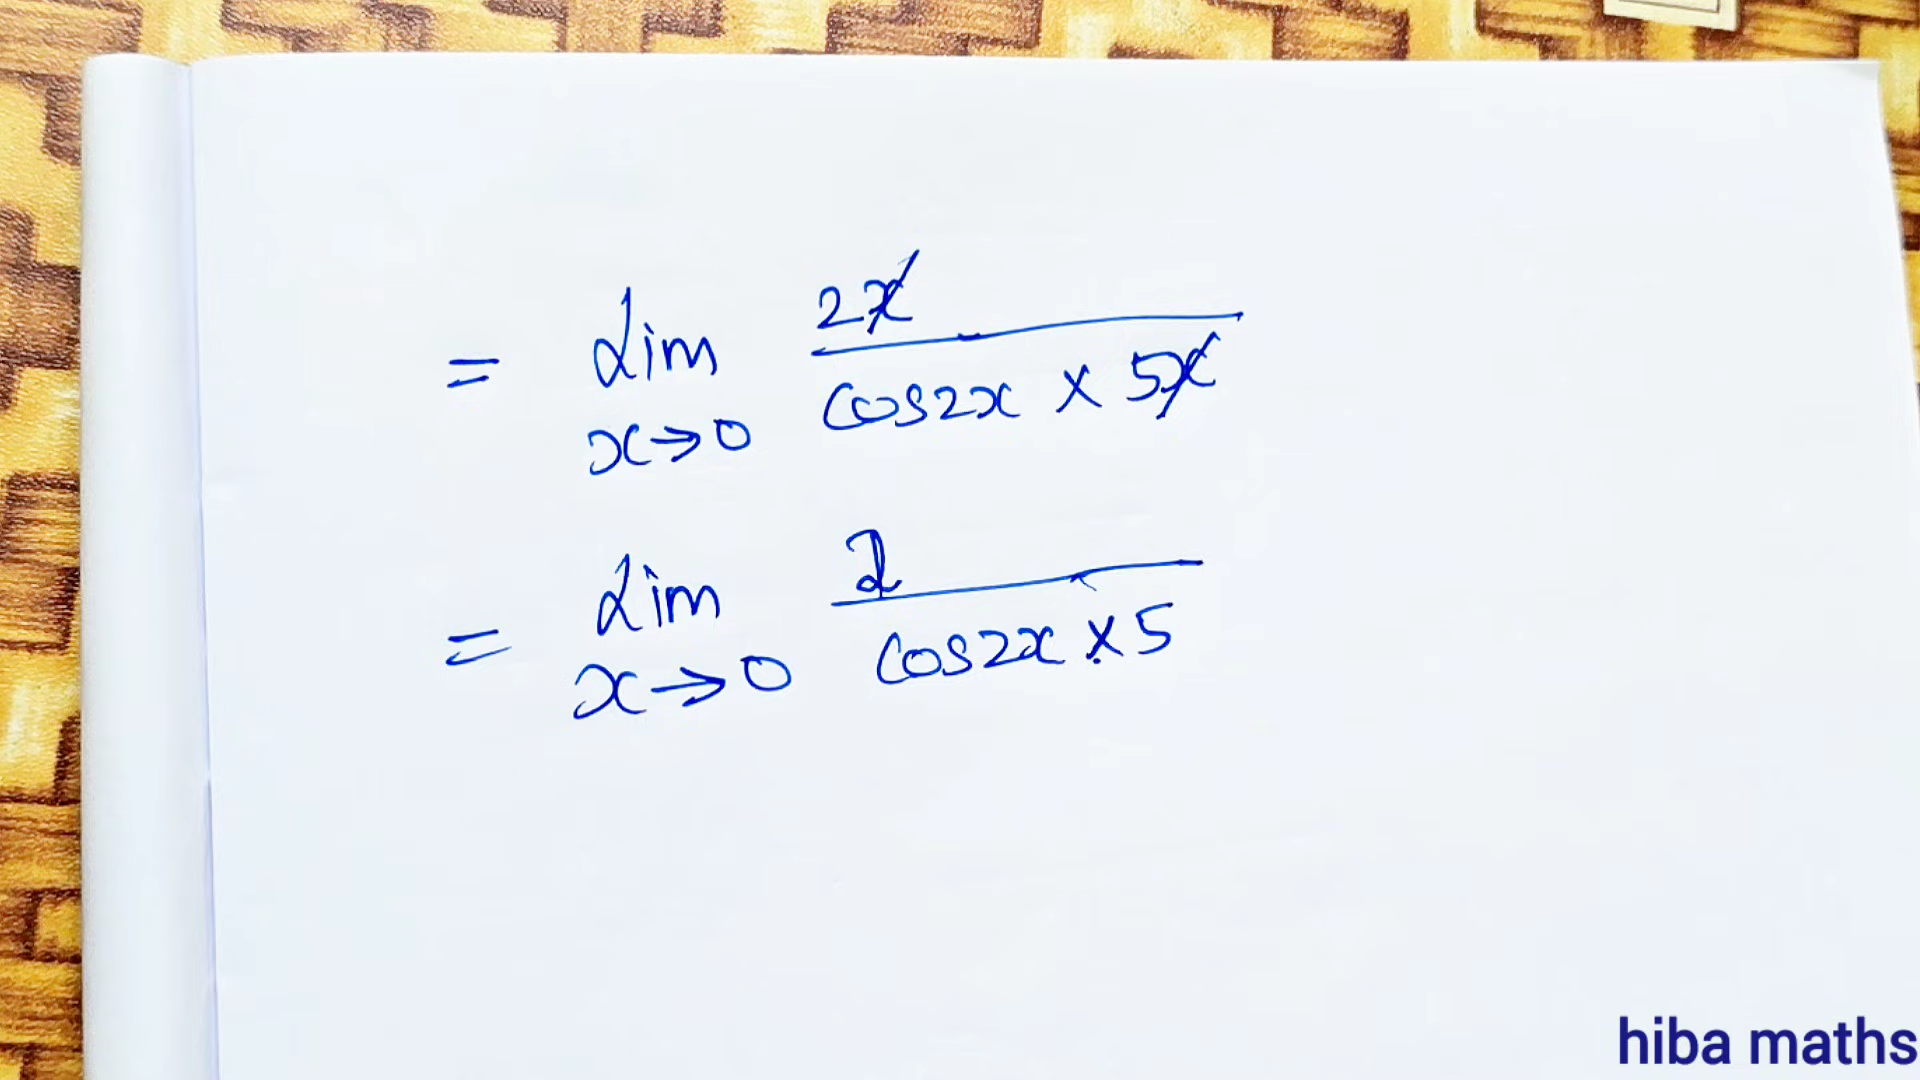 = Lim 2x / cos2x × 5x
x→0
= Lim 2 / cos2x × 5
x→0
hiba maths